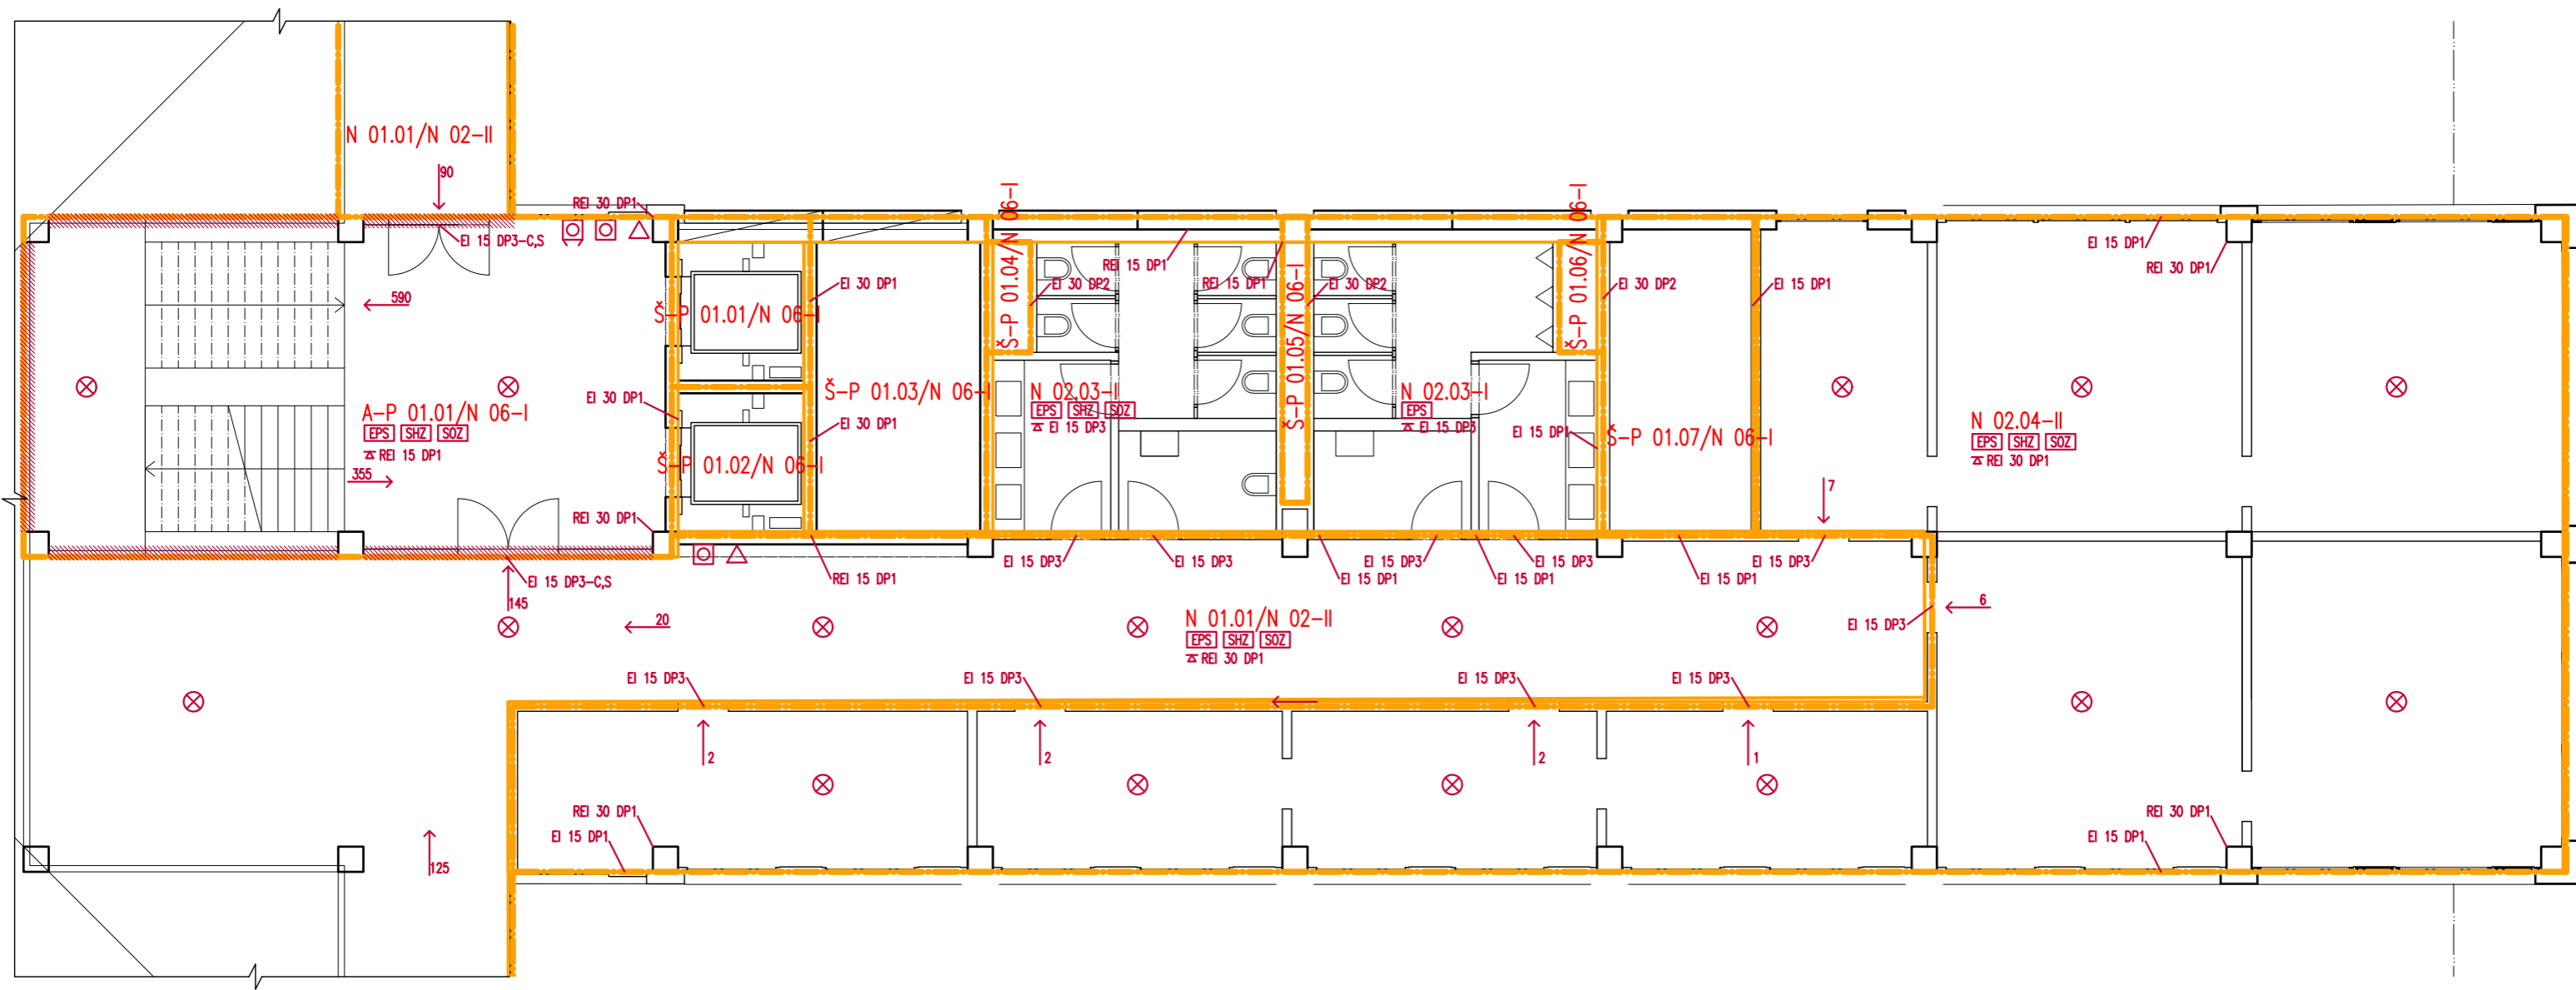 N 01.01/N 02-II
90
REI 30 DP1
EI 15 DP3-C,S
590
A-P 01.01/N 06-I
EPS SHZ SOZ
REI 15 DP1
355
EI 30 DP1
Š-P 01.01/N 06-I
EI 30 DP1
Š-P 01.02/N 06-I
Š-P 01.03/N 06-I
EI 30 DP1
REI 30 DP1
Š-P 01.04/N 06-I
EI 30 DP2
REI 15 DP1
REI 15 DP1
N 02.03-I
EPS SHZ SOZ
EI 15 DP3
Š-P 01.05/N 06-I
EI 30 DP2
N 02.03-I
EPS
EI 15 DP3
Š-P 01.06/N 06-I
EI 30 DP2
EI 15 DP1
Š-P 01.07/N 06-I
EI 15 DP1
EI 15 DP1
REI 30 DP1
N 02.04-II
EPS SHZ SOZ
REI 30 DP1
7
EI 15 DP3-C,S
145
REI 15 DP1
EI 15 DP3
EI 15 DP3
EI 15 DP3
EI 15 DP1
EI 15 DP3
EI 15 DP1
EI 15 DP1
EI 15 DP3
20
N 01.01/N 02-II
EPS SHZ SOZ
REI 30 DP1
6
EI 15 DP3
EI 15 DP3
EI 15 DP3
EI 15 DP3
EI 15 DP3
2
2
2
1
REI 30 DP1
EI 15 DP1
125
REI 30 DP1
EI 15 DP1